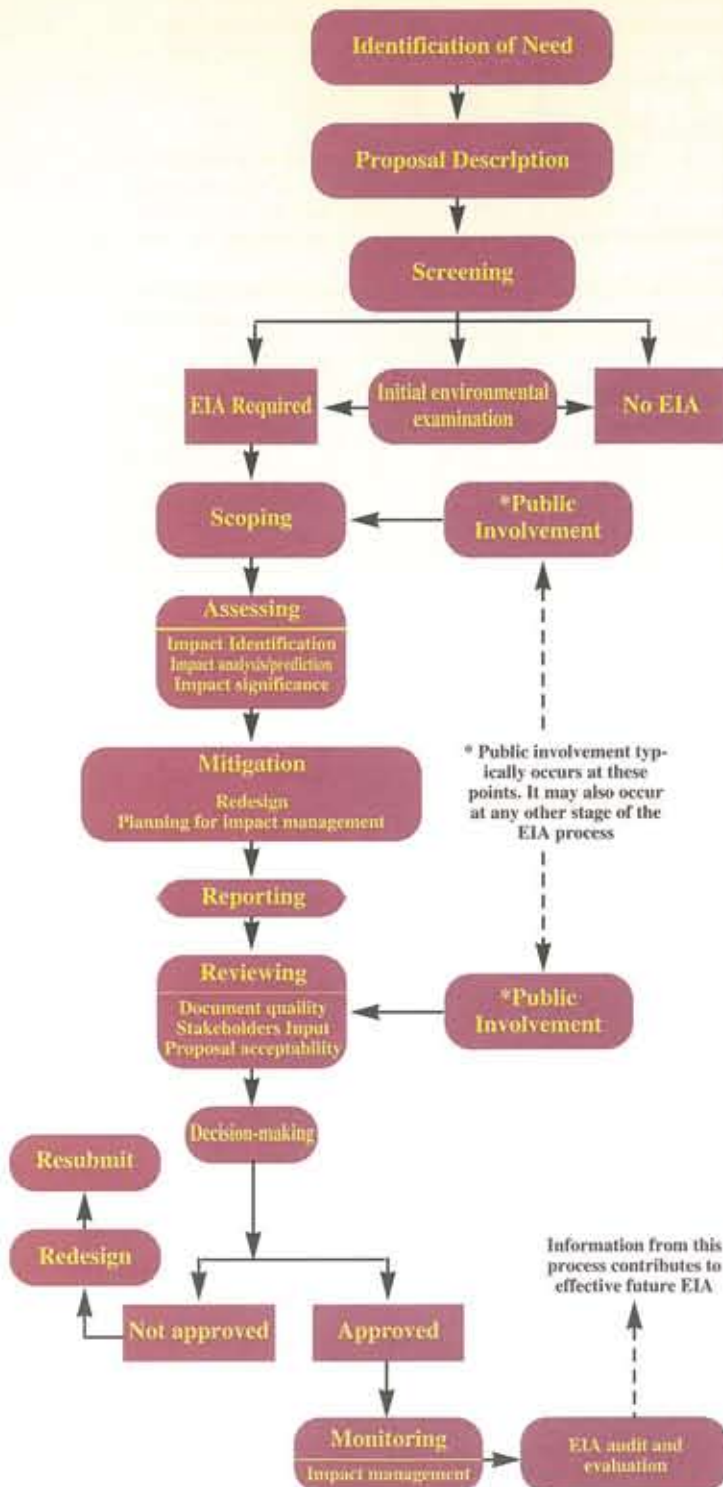 Identification of Need
Proposal Description
Screening
EIA Required
Initial environmental
examination
No EIA
Scoping
*Public
Involvement
Assessing
Impact Identification
Impact analysis/prediction
Impact significance
Mitigation
Redesign
Planning for impact management
* Public involvement typ-
ically occurs at these
points. It may also occur
at any other stage of the
EIA process
Reporting
Reviewing
Document quaility
Stakeholders Input
Proposal acceptability
*Public
Involvement
Decision-making
Resubmit
Redesign
Not approved
Approved
Information from this
process contributes to
effective future EIA
Monitoring
Impact management
EIA audit and
evaluation